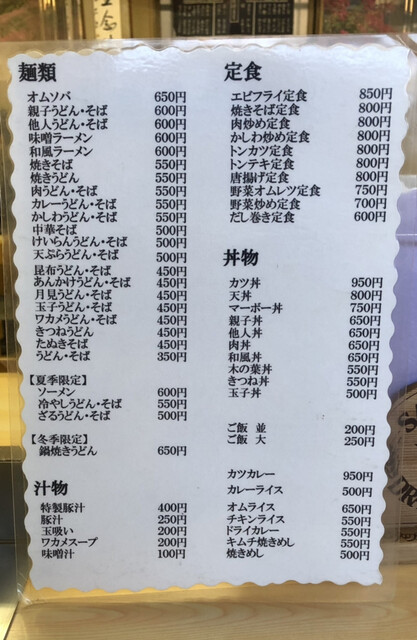 麺類
オムソバ 650円
親子うどん・そば 600円
他人うどん・そば 600円
味噌ラーメン 600円
和風ラーメン 600円
焼きそば 550円
焼きうどん 550円
肉うどん・そば 550円
カレーうどん・そば 550円
かしわうどん・そば 550円
中華そば 500円
けいらんうどん・そば 500円
天ぷらうどん・そば 500円
昆布うどん・そば 450円
あんかけうどん・そば 450円
月見うどん・そば 450円
玉子うどん・そば 450円
ワカメうどん・そば 450円
きつねうどん 450円
たぬきそば 450円
うどん・そば 350円
【夏季限定】
ソーメン 600円
冷やしうどん・そば 550円
ざるうどん・そば 500円
【冬季限定】
鍋焼きうどん 650円
汁物
特製豚汁 400円
豚汁 250円
玉吸い 200円
ワカメスープ 200円
味噌汁 100円
定食
エビフライ定食 850円
焼きそば定食 800円
肉炒め定食 800円
かしわ炒め定食 800円
トンカツ定食 800円
トンテキ定食 800円
唐揚げ定食 800円
野菜オムレツ定食 750円
野菜炒め定食 700円
だし巻き定食 600円
丼物
カツ丼 950円
天丼 800円
マーボー丼 750円
親子丼 650円
他人丼 650円
肉丼 650円
和風丼 650円
木の葉丼 550円
きつね丼 550円
玉子丼 500円
ご飯 並 200円
ご飯 大 250円
カツカレー 950円
カレーライス 500円
オムライス 650円
チキンライス 550円
ドライカレー 550円
キムチ焼きめし 550円
焼きめし 500円